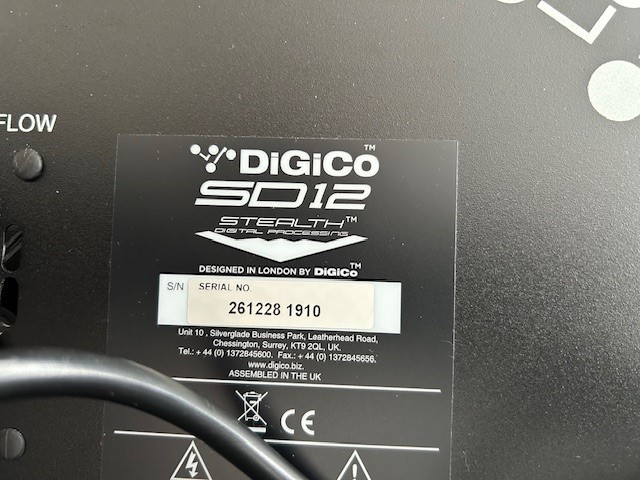 FLOW
DiGiCo™
SD12
STEALTH™
DIGITAL PROCESSING
DESIGNED IN LONDON BY DiGiCo™
S/N SERIAL NO.
261228 1910
Unit 10 , Silverglade Business Park, Leatherhead Road,
Chessington, Surrey, KT9 2QL, UK.
Tel.: + 44 (0) 1372845600. Fax.: + 44 (0) 1372845656.
www.digico.biz.
ASSEMBLED IN THE UK
CE